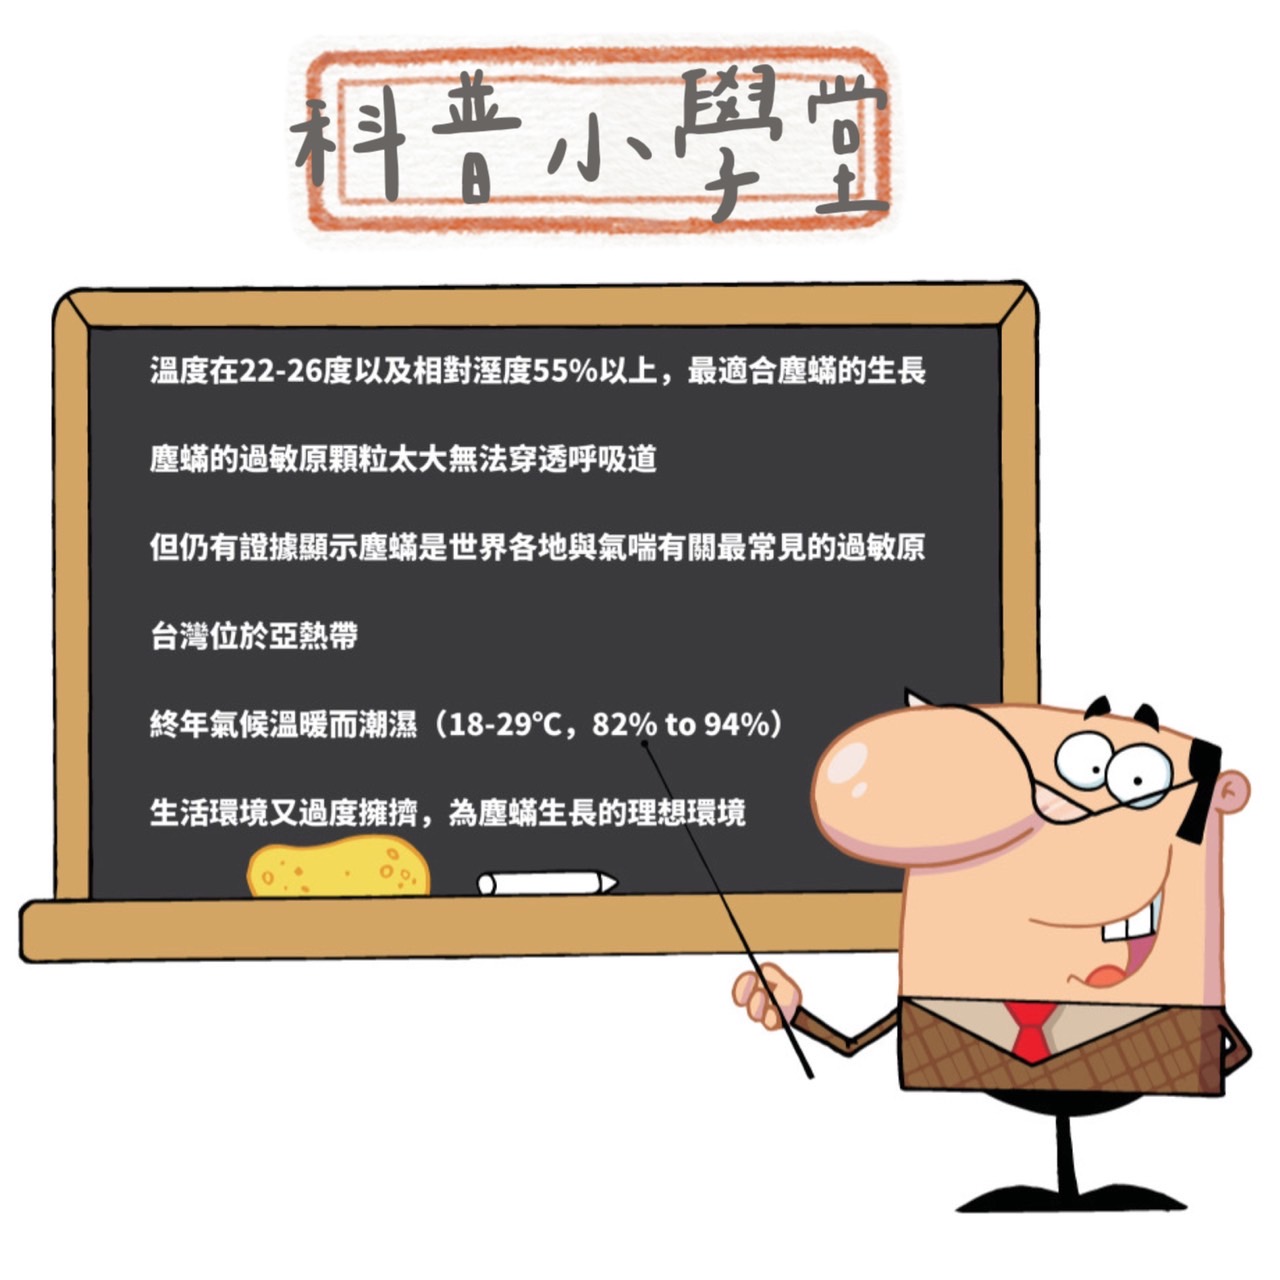 科普小學堂
溫度在22-26度以及相對溼度55%以上，最適合塵蟎的生長
塵蟎的過敏原顆粒太大無法穿透呼吸道
但仍有證據顯示塵蟎是世界各地與氣喘有關最常見的過敏原
台灣位於亞熱帶
終年氣候溫暖而潮濕（18-29℃，82% to 94%）
生活環境又過度擁擠，為塵蟎生長的理想環境